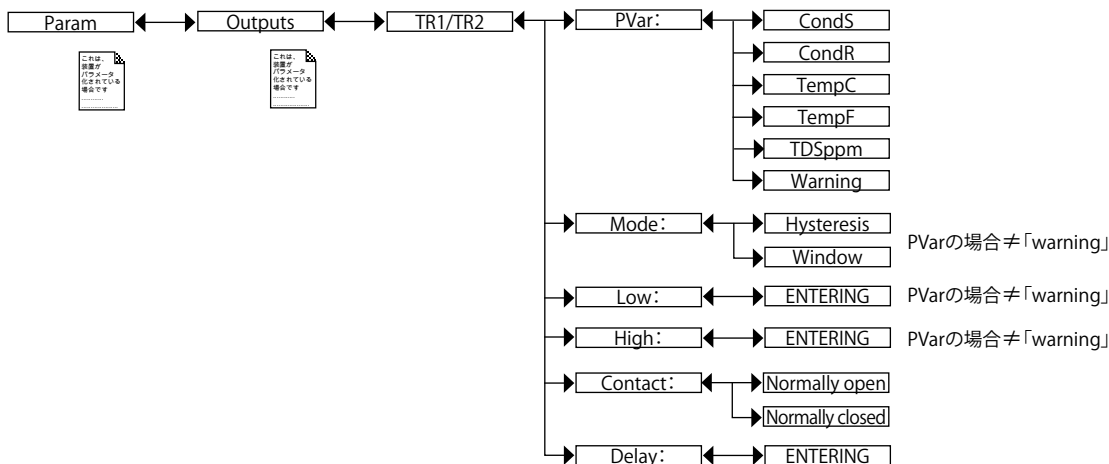 Param
Outputs
TR1/TR2
PVar:
CondS
CondR
TempC
TempF
TDSppm
Warning
これは、
装置が
パラメータ
化されている
場合です
............
....................
これは、
装置が
パラメータ
化されている
場合です
............
....................
Mode:
Hysteresis
Window
PVarの場合≠「warning」
Low:
ENTERING
PVarの場合≠「warning」
High:
ENTERING
PVarの場合≠「warning」
Contact:
Normally open
Normally closed
Delay:
ENTERING